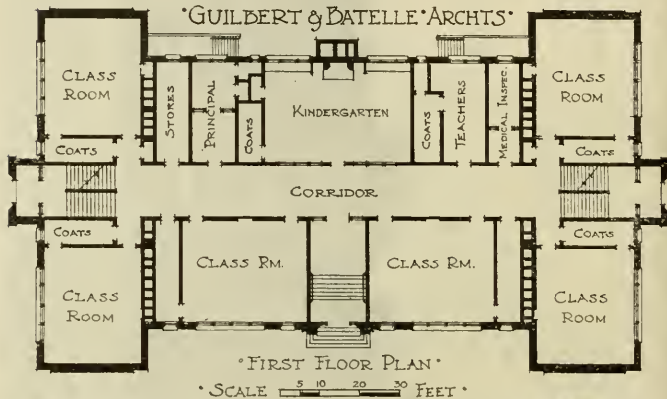 ·GUILBERT & BATELLE·ARCHTS·
CLASS
ROOM
STORES
PRINCIPAL
COATS
KINDERGARTEN
COATS
TEACHERS
MEDICAL INSPEC.
CLASS
ROOM
COATS
COATS
CORRIDOR
COATS
COATS
CLASS RM.
CLASS RM.
CLASS
ROOM
CLASS
ROOM
·FIRST FLOOR PLAN·
·SCALE 5 10 20 30 FEET·